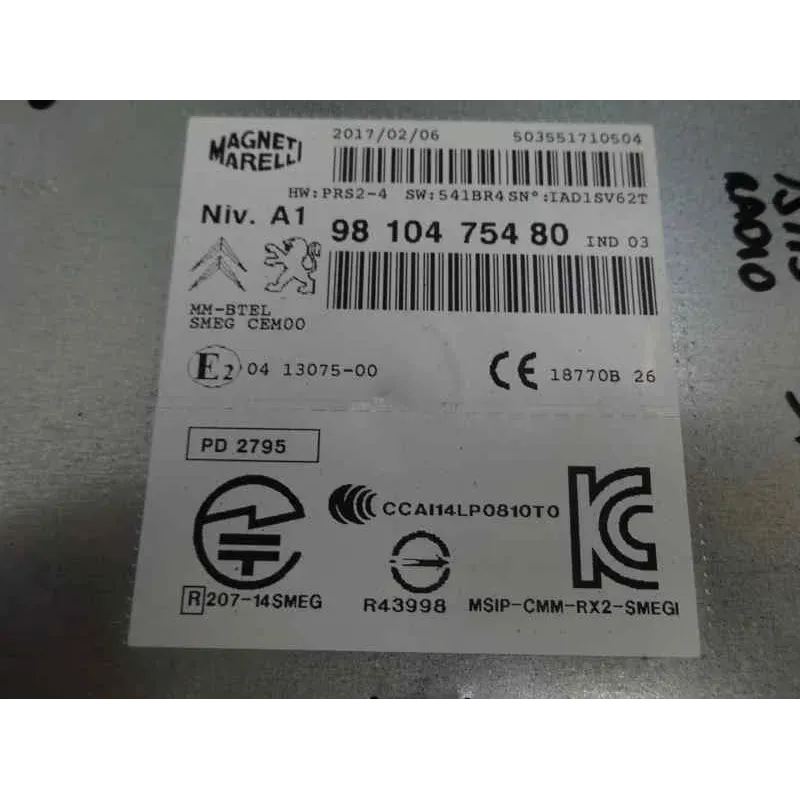 MAGNETI
MARELLI
2017/02/06 503551710504
HW:PRS2-4 SW:541BR4 SN°:IAD1SV62T
Niv. A1
98 104 754 80 IND 03
MM-BTEL
SMEG CEM00
E2 04 13075-00
CE 18770B 26
PD 2795
CCAI14LP0810T0
R 207-14SMEG
R43998
MSIP-CMM-RX2-SMEGI
RADIO